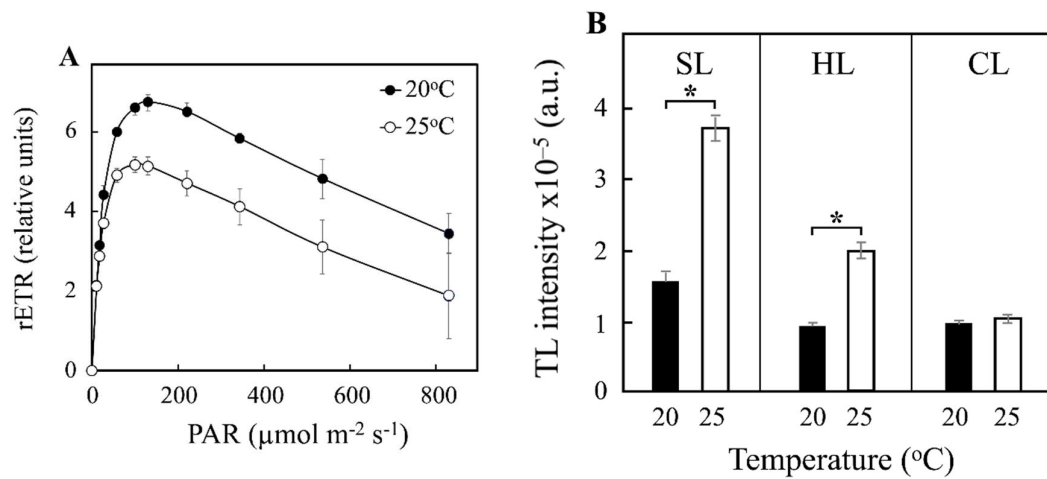 A
20°C
25°C
6
4
2
0
rETR (relative units)
0 200 400 600 800
PAR (µmol m⁻² s⁻¹)
B
SL HL CL
* *
4
3
2
1
0
TL intensity x10⁻⁵ (a.u.)
20 25 20 25 20 25
Temperature (°C)